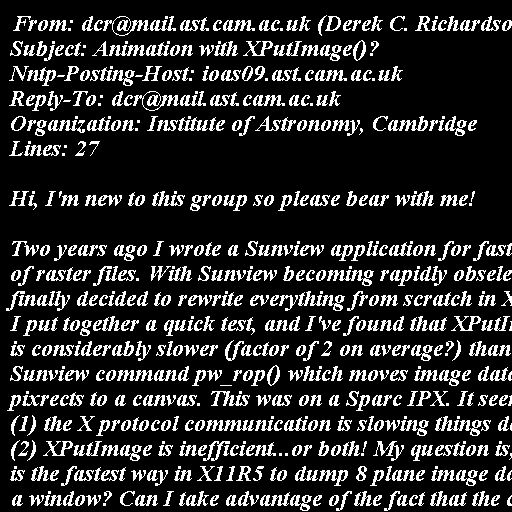 From: dcr@mail.ast.cam.ac.uk (Derek C. Richardso
Subject: Animation with XPutImage()?
Nntp-Posting-Host: ioas09.ast.cam.ac.uk
Reply-To: dcr@mail.ast.cam.ac.uk
Organization: Institute of Astronomy, Cambridge
Lines: 27
Hi, I'm new to this group so please bear with me!
Two years ago I wrote a Sunview application for fast
of raster files. With Sunview becoming rapidly obsele
finally decided to rewrite everything from scratch in X
I put together a quick test, and I've found that XPutI
is considerably slower (factor of 2 on average?) than
Sunview command pw_rop() which moves image data
pixrects to a canvas. This was on a Sparc IPX. It seer
(1) the X protocol communication is slowing things d
(2) XPutImage is inefficient...or both! My question is,
is the fastest way in X11R5 to dump 8 plane image da
a window? Can I take advantage of the fact that the c